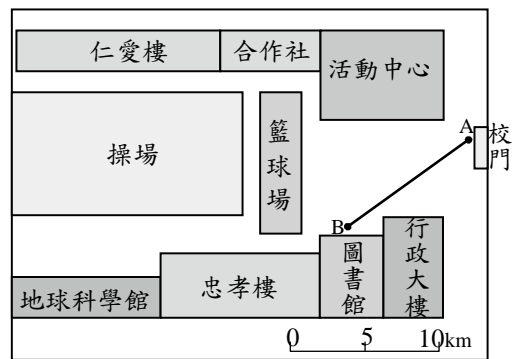 仁愛樓
合作社
活動中心
操場
籃球場
A
校門
B
行政大樓
圖書館
忠孝樓
地球科學館
0 5 10km